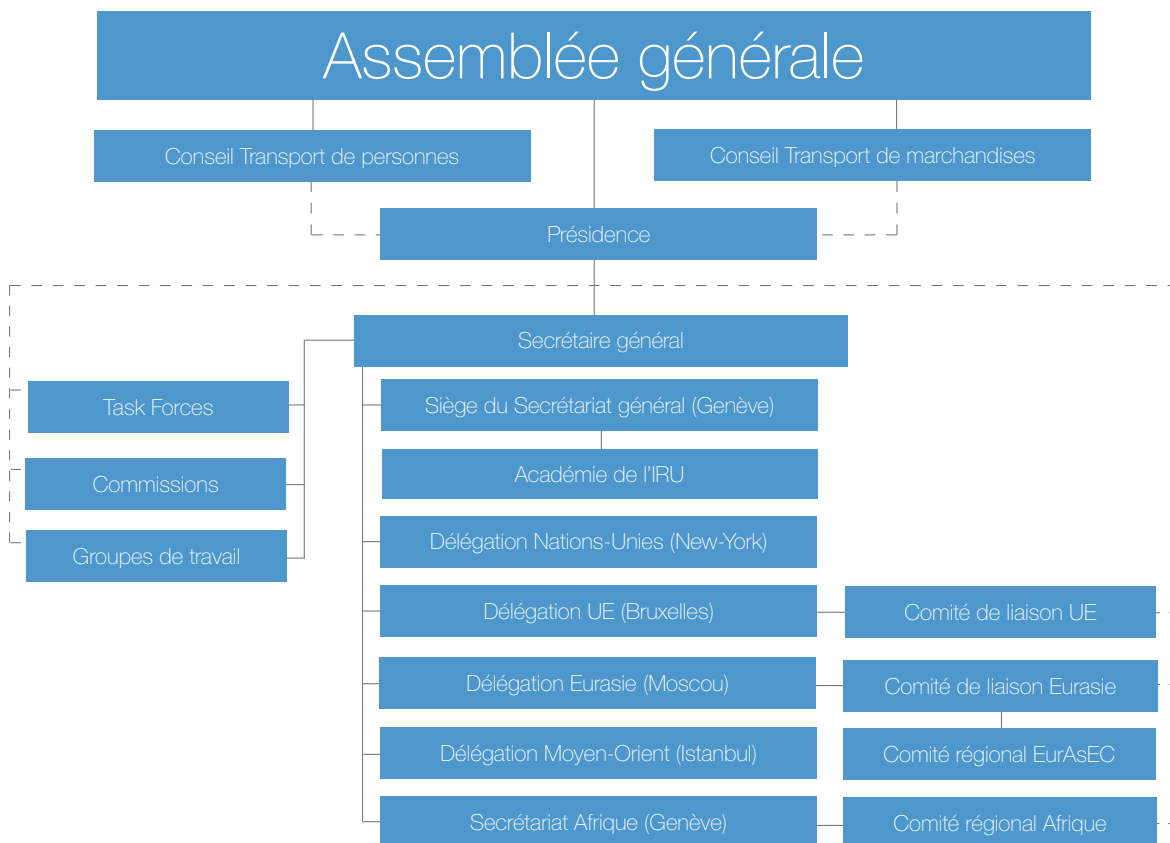 Assemblée générale
Conseil Transport de personnes
Conseil Transport de marchandises
Présidence
Secrétaire général
Task Forces
Commissions
Groupes de travail
Siège du Secrétariat général (Genève)
Académie de l'IRU
Délégation Nations-Unies (New-York)
Délégation UE (Bruxelles)
Comité de liaison UE
Délégation Eurasie (Moscou)
Comité de liaison Eurasie
Délégation Moyen-Orient (Istanbul)
Comité régional EurAsEC
Secrétariat Afrique (Genève)
Comité régional Afrique